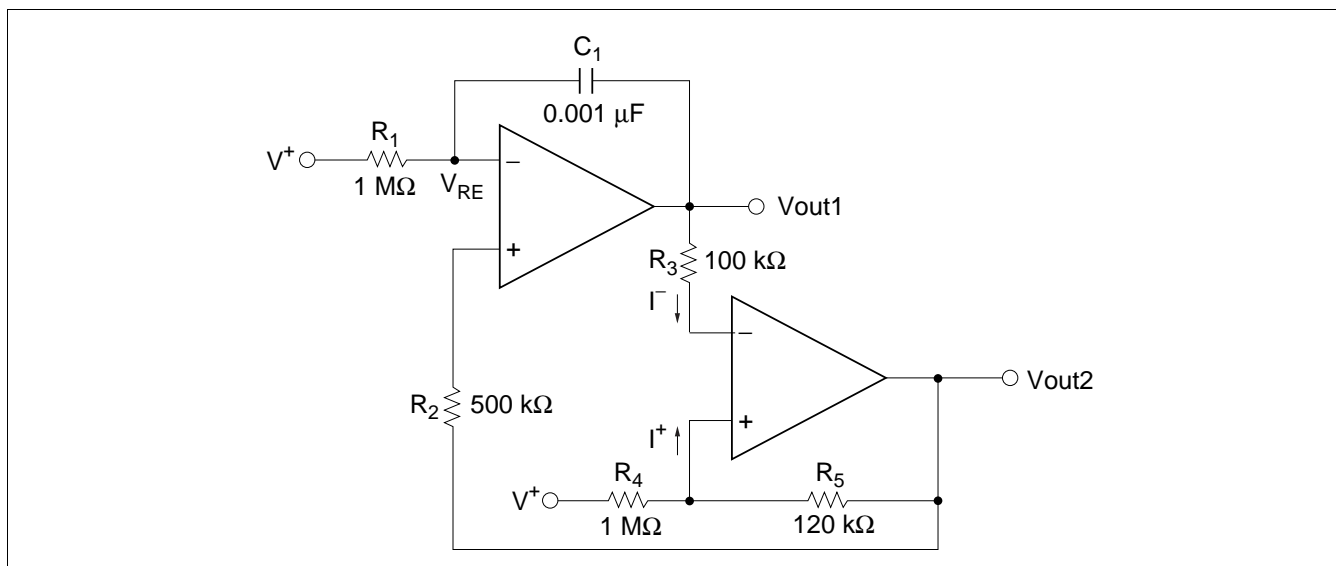 C₁
0.001 μF
R₁
V⁺
1 MΩ
V_RE
−
+
Vout1
R₃ 100 kΩ
I⁻
−
R₂ 500 kΩ
Vout2
I⁺
+
R₄
R₅
V⁺
1 MΩ
120 kΩ